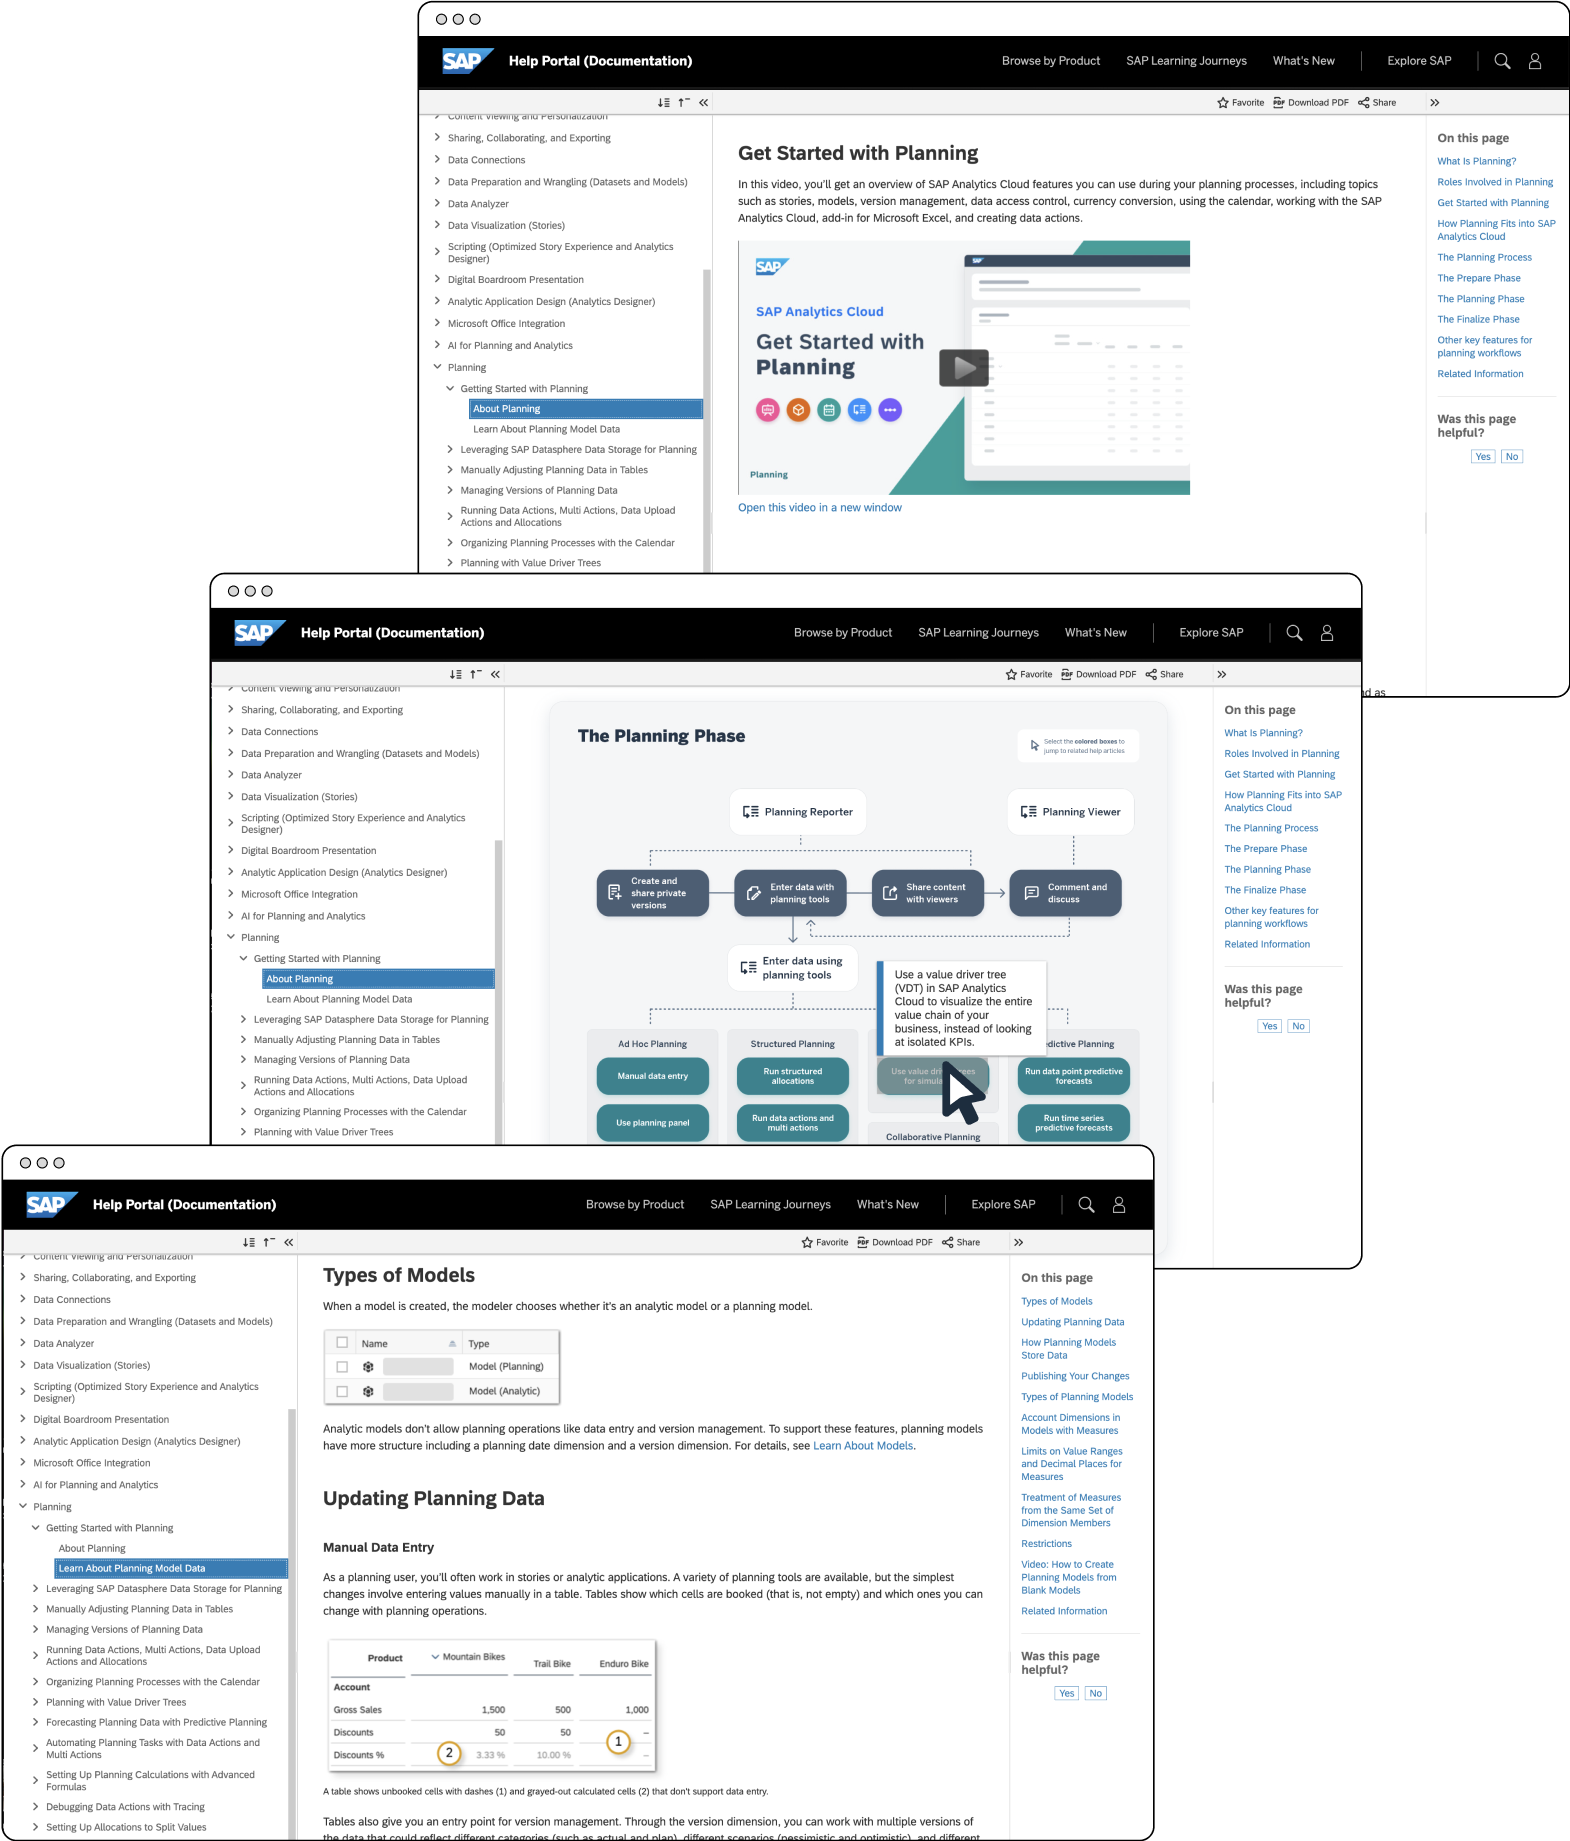 SAP
Help Portal (Documentation)
Browse by Product
SAP Learning Journeys
What's New
Explore SAP
Favorite
PDF Download PDF
Share
Content Viewing and Personalization
Sharing, Collaborating, and Exporting
Data Connections
Data Preparation and Wrangling (Datasets and Models)
Data Analyzer
Data Visualization (Stories)
Scripting (Optimized Story Experience and Analytics
Designer)
Digital Boardroom Presentation
Analytic Application Design (Analytics Designer)
Microsoft Office Integration
AI for Planning and Analytics
Planning
Getting Started with Planning
About Planning
Learn About Planning Model Data
Leveraging SAP Datasphere Data Storage for Planning
Manually Adjusting Planning Data in Tables
Managing Versions of Planning Data
Running Data Actions, Multi Actions, Data Upload
Actions and Allocations
Organizing Planning Processes with the Calendar
Planning with Value Driver Trees
Get Started with Planning
In this video, you'll get an overview of SAP Analytics Cloud features you can use during your planning processes, including topics
such as stories, models, version management, data access control, currency conversion, using the calendar, working with the SAP
Analytics Cloud, add-in for Microsoft Excel, and creating data actions.
SAP
SAP Analytics Cloud
Get Started with
Planning
Planning
SAP
Open this video in a new window
On this page
What Is Planning?
Roles Involved in Planning
Get Started with Planning
How Planning Fits into SAP
Analytics Cloud
The Planning Process
The Prepare Phase
The Planning Phase
The Finalize Phase
Other key features for
planning workflows
Related Information
Was this page
helpful?
Yes
No
as
SAP
Help Portal (Documentation)
Browse by Product
SAP Learning Journeys
What's New
Explore SAP
Favorite
PDF Download PDF
Share
Content Viewing and Personalization
Sharing, Collaborating, and Exporting
Data Connections
Data Preparation and Wrangling (Datasets and Models)
Data Analyzer
Data Visualization (Stories)
Scripting (Optimized Story Experience and Analytics
Designer)
Digital Boardroom Presentation
Analytic Application Design (Analytics Designer)
Microsoft Office Integration
AI for Planning and Analytics
Planning
Getting Started with Planning
About Planning
Learn About Planning Model Data
Leveraging SAP Datasphere Data Storage for Planning
Manually Adjusting Planning Data in Tables
Managing Versions of Planning Data
Running Data Actions, Multi Actions, Data Upload
Actions and Allocations
Organizing Planning Processes with the Calendar
Planning with Value Driver Trees
The Planning Phase
Select the colored boxes to
jump to related help articles
Planning Reporter
Planning Viewer
Create and
share private
versions
Enter data with
planning tools
Share content
with viewers
Comment and
discuss
Enter data using
planning tools
Use a value driver tree
(VDT) in SAP Analytics
Cloud to visualize the entire
value chain of your
business, instead of looking
at isolated KPIs.
Ad Hoc Planning
Manual data entry
Use planning panel
Structured Planning
Run structured
allocations
Run data actions and
multi actions
Use value
for
Collaborative Planning
Planning
Run data point predictive
forecasts
Run time series
predictive forecasts
On this page
What Is Planning?
Roles Involved in Planning
Get Started with Planning
How Planning Fits into SAP
Analytics Cloud
The Planning Process
The Prepare Phase
The Planning Phase
The Finalize Phase
Other key features for
planning workflows
Related Information
Was this page
helpful?
Yes
No
SAP
Help Portal (Documentation)
Browse by Product
SAP Learning Journeys
What's New
Explore SAP
Favorite
PDF Download PDF
Share
Content Viewing and Personalization
Sharing, Collaborating, and Exporting
Data Connections
Data Preparation and Wrangling (Datasets and Models)
Data Analyzer
Data Visualization (Stories)
Scripting (Optimized Story Experience and Analytics
Designer)
Digital Boardroom Presentation
Analytic Application Design (Analytics Designer)
Microsoft Office Integration
AI for Planning and Analytics
Planning
Getting Started with Planning
About Planning
Learn About Planning Model Data
Leveraging SAP Datasphere Data Storage for Planning
Manually Adjusting Planning Data in Tables
Managing Versions of Planning Data
Running Data Actions, Multi Actions, Data Upload
Actions and Allocations
Organizing Planning Processes with the Calendar
Planning with Value Driver Trees
Forecasting Planning Data with Predictive Planning
Automating Planning Tasks with Data Actions and
Multi Actions
Setting Up Planning Calculations with Advanced
Formulas
Debugging Data Actions with Tracing
Setting Up Allocations to Split Values
Types of Models
When a model is created, the modeler chooses whether it's an analytic model or a planning model.
Name Type
Model (Planning)
Model (Analytic)
Analytic models don't allow planning operations like data entry and version management. To support these features, planning models
have more structure including a planning date dimension and a version dimension. For details, see Learn About Models.
Updating Planning Data
Manual Data Entry
As a planning user, you'll often work in stories or analytic applications. A variety of planning tools are available, but the simplest
changes involve entering values manually in a table. Tables show which cells are booked (that is, not empty) and which ones you can
change with planning operations.
Product Mountain Bikes Trail Bike Enduro Bike
Account
Gross Sales 1,500 500 1,000
Discounts 50 50 –
Discounts % 3.33 % 10.00 % –
1
2
A table shows unbooked cells with dashes (1) and grayed-out calculated cells (2) that don't support data entry.
Tables also give you an entry point for version management. Through the version dimension, you can work with multiple versions of
the data that could reflect different categories (such as actual and plan), different scenarios (pessimistic and optimistic), and different
On this page
Types of Models
Updating Planning Data
How Planning Models
Store Data
Publishing Your Changes
Types of Planning Models
Account Dimensions in
Models with Measures
Limits on Value Ranges
and Decimal Places for
Measures
Treatment of Measures
from the Same Set of
Dimension Members
Restrictions
Video: How to Create
Planning Models from
Blank Models
Related Information
Was this page
helpful?
Yes
No